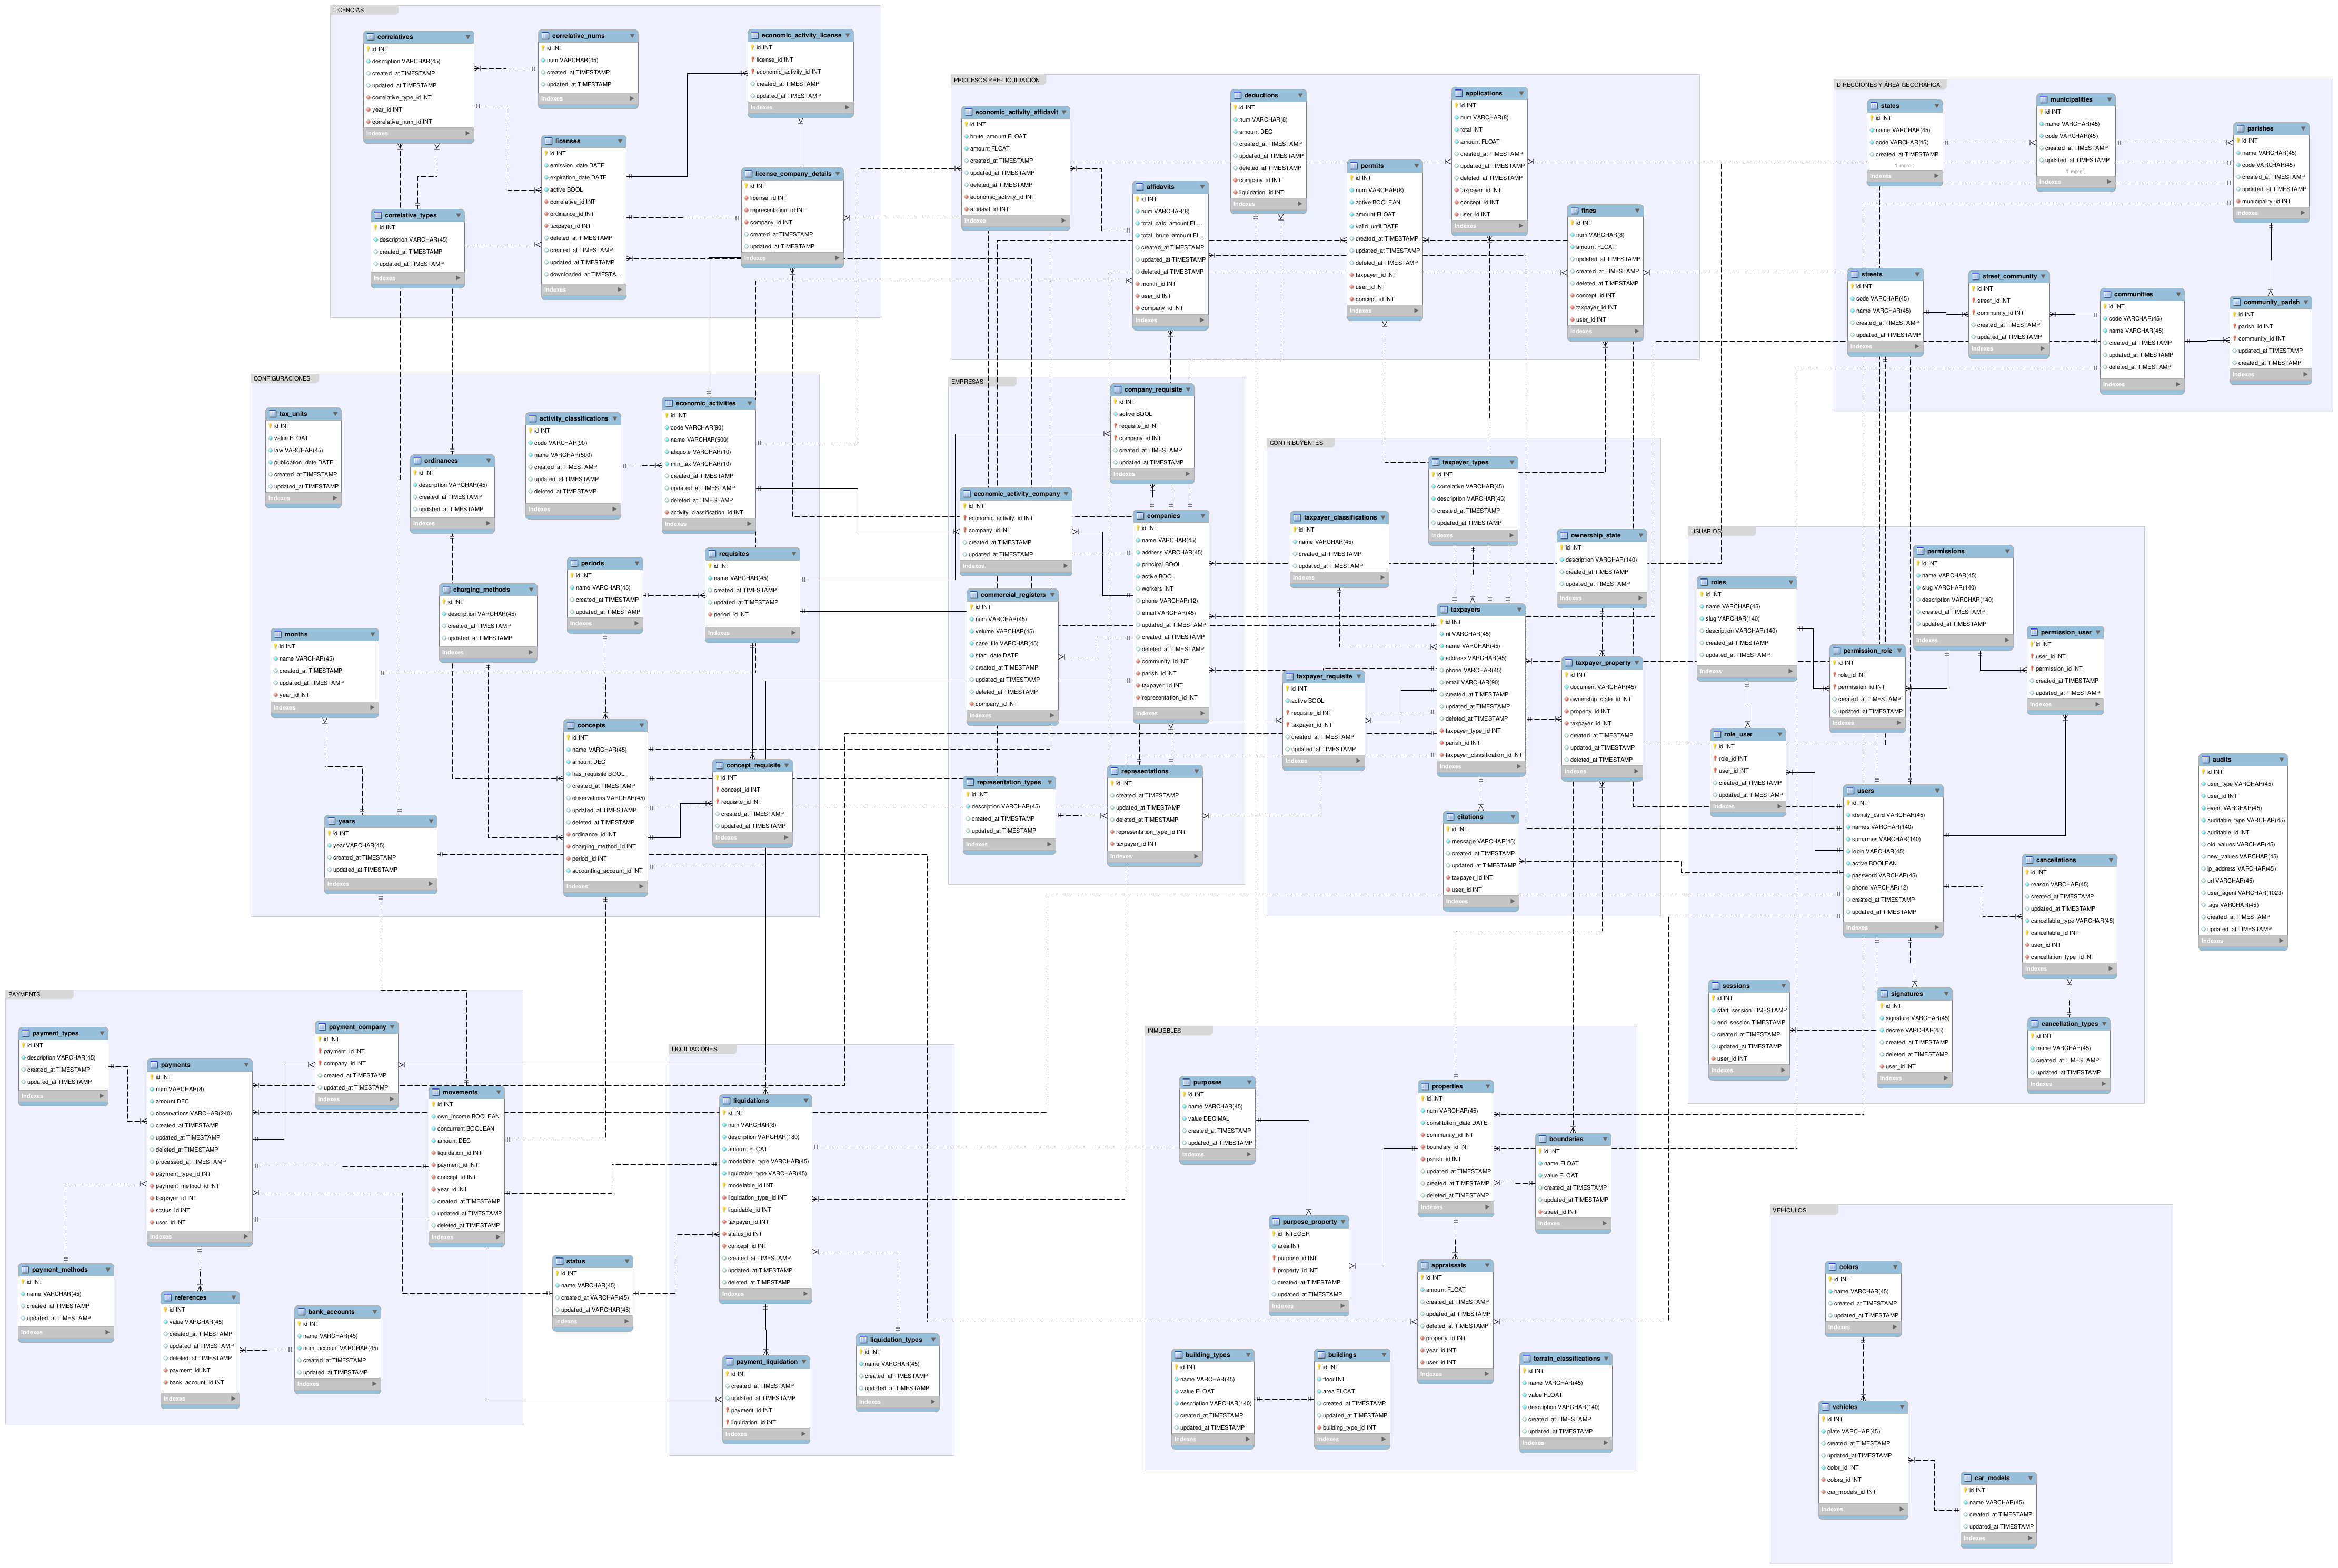 LICENCIAS
correlatives
id INT
description VARCHAR(45)
created_at TIMESTAMP
updated_at TIMESTAMP
correlative_type_id INT
year_id INT
correlative_num_id INT
Indexes
correlative_nums
id INT
num VARCHAR(45)
created_at TIMESTAMP
updated_at TIMESTAMP
Indexes
economic_activity_license
id INT
license_id INT
economic_activity_id INT
created_at TIMESTAMP
updated_at TIMESTAMP
Indexes
licenses
id INT
emission_date DATE
expiration_date DATE
active BOOL
correlative_id INT
ordinance_id INT
taxpayer_id INT
deleted_at TIMESTAMP
created_at TIMESTAMP
updated_at TIMESTAMP
downloaded_at TIMESTA...
Indexes
license_company_details
id INT
license_id INT
representation_id INT
company_id INT
created_at TIMESTAMP
updated_at TIMESTAMP
Indexes
correlative_types
id INT
description VARCHAR(45)
created_at TIMESTAMP
updated_at TIMESTAMP
Indexes
PROCESOS PRE-LIQUIDACIÓN
economic_activity_affidavit
id INT
brute_amount FLOAT
amount FLOAT
created_at TIMESTAMP
updated_at TIMESTAMP
deleted_at TIMESTAMP
economic_activity_id INT
affidavit_id INT
Indexes
deductions
id INT
num VARCHAR(8)
amount DEC
created_at TIMESTAMP
updated_at TIMESTAMP
deleted_at TIMESTAMP
company_id INT
liquidation_id INT
Indexes
applications
id INT
num VARCHAR(8)
total INT
amount FLOAT
created_at TIMESTAMP
updated_at TIMESTAMP
deleted_at TIMESTAMP
taxpayer_id INT
concept_id INT
user_id INT
Indexes
affidavits
id INT
num VARCHAR(8)
total_calc_amount FL...
total_brute_amount FL...
created_at TIMESTAMP
updated_at TIMESTAMP
deleted_at TIMESTAMP
month_id INT
user_id INT
company_id INT
Indexes
permits
id INT
num VARCHAR(8)
active BOOLEAN
amount FLOAT
valid_until DATE
created_at TIMESTAMP
updated_at TIMESTAMP
deleted_at TIMESTAMP
taxpayer_id INT
user_id INT
concept_id INT
Indexes
fines
id INT
num VARCHAR(8)
amount FLOAT
updated_at TIMESTAMP
created_at TIMESTAMP
deleted_at TIMESTAMP
concept_id INT
taxpayer_id INT
user_id INT
Indexes
DIRECCIONES Y ÁREA GEOGRÁFICA
states
id INT
name VARCHAR(45)
code VARCHAR(45)
created_at TIMESTAMP
1 more...
Indexes
municipalities
id INT
name VARCHAR(45)
code VARCHAR(45)
created_at TIMESTAMP
updated_at TIMESTAMP
1 more...
Indexes
parishes
id INT
name VARCHAR(45)
code VARCHAR(45)
created_at TIMESTAMP
updated_at TIMESTAMP
municipality_id INT
Indexes
streets
id INT
code VARCHAR(45)
name VARCHAR(45)
created_at TIMESTAMP
updated_at TIMESTAMP
Indexes
street_community
id INT
street_id INT
community_id INT
created_at TIMESTAMP
updated_at TIMESTAMP
Indexes
communities
id INT
code VARCHAR(45)
name VARCHAR(45)
created_at TIMESTAMP
updated_at TIMESTAMP
deleted_at TIMESTAMP
Indexes
community_parish
id INT
parish_id INT
community_id INT
updated_at TIMESTAMP
created_at TIMESTAMP
Indexes
CONFIGURACIONES
tax_units
id INT
value FLOAT
law VARCHAR(45)
publication_date DATE
created_at TIMESTAMP
updated_at TIMESTAMP
Indexes
ordinances
id INT
description VARCHAR(45)
created_at TIMESTAMP
updated_at TIMESTAMP
Indexes
activity_classifications
id INT
code VARCHAR(90)
name VARCHAR(500)
created_at TIMESTAMP
updated_at TIMESTAMP
deleted_at TIMESTAMP
Indexes
economic_activities
id INT
code VARCHAR(90)
name VARCHAR(500)
aliquote VARCHAR(10)
min_tax VARCHAR(10)
created_at TIMESTAMP
updated_at TIMESTAMP
deleted_at TIMESTAMP
activity_classification_id INT
Indexes
charging_methods
id INT
description VARCHAR(45)
created_at TIMESTAMP
updated_at TIMESTAMP
Indexes
periods
id INT
name VARCHAR(45)
created_at TIMESTAMP
updated_at TIMESTAMP
Indexes
requisites
id INT
name VARCHAR(45)
created_at TIMESTAMP
updated_at TIMESTAMP
period_id INT
Indexes
months
id INT
name VARCHAR(45)
created_at TIMESTAMP
updated_at TIMESTAMP
year_id INT
Indexes
concepts
id INT
name VARCHAR(45)
amount DEC
has_requisite BOOL
created_at TIMESTAMP
observations VARCHAR(45)
updated_at TIMESTAMP
deleted_at TIMESTAMP
ordinance_id INT
charging_method_id INT
period_id INT
accounting_account_id INT
Indexes
concept_requisite
id INT
concept_id INT
requisite_id INT
created_at TIMESTAMP
updated_at TIMESTAMP
Indexes
years
id INT
year VARCHAR(45)
created_at TIMESTAMP
updated_at TIMESTAMP
Indexes
EMPRESAS
company_requisite
id INT
active BOOL
requisite_id INT
company_id INT
created_at TIMESTAMP
updated_at TIMESTAMP
Indexes
economic_activity_company
id INT
economic_activity_id INT
company_id INT
created_at TIMESTAMP
updated_at TIMESTAMP
Indexes
companies
id INT
name VARCHAR(45)
address VARCHAR(45)
principal BOOL
active BOOL
workers INT
phone VARCHAR(12)
email VARCHAR(45)
updated_at TIMESTAMP
created_at TIMESTAMP
deleted_at TIMESTAMP
community_id INT
parish_id INT
taxpayer_id INT
representation_id INT
Indexes
commercial_registers
id INT
num VARCHAR(45)
volume VARCHAR(45)
case_file VARCHAR(45)
start_date DATE
created_at TIMESTAMP
updated_at TIMESTAMP
deleted_at TIMESTAMP
company_id INT
Indexes
representation_types
id INT
description VARCHAR(45)
created_at TIMESTAMP
updated_at TIMESTAMP
Indexes
representations
id INT
created_at TIMESTAMP
updated_at TIMESTAMP
deleted_at TIMESTAMP
representation_type_id INT
taxpayer_id INT
Indexes
CONTRIBUYENTES
taxpayer_types
id INT
correlative VARCHAR(45)
description VARCHAR(45)
created_at TIMESTAMP
updated_at TIMESTAMP
Indexes
taxpayer_classifications
id INT
name VARCHAR(45)
created_at TIMESTAMP
updated_at TIMESTAMP
Indexes
ownership_state
id INT
description VARCHAR(140)
created_at TIMESTAMP
updated_at TIMESTAMP
Indexes
taxpayers
id INT
rif VARCHAR(45)
name VARCHAR(45)
address VARCHAR(45)
phone VARCHAR(45)
email VARCHAR(90)
created_at TIMESTAMP
updated_at TIMESTAMP
deleted_at TIMESTAMP
taxpayer_type_id INT
parish_id INT
taxpayer_classification_id INT
Indexes
taxpayer_requisite
id INT
active BOOL
requisite_id INT
taxpayer_id INT
created_at TIMESTAMP
updated_at TIMESTAMP
Indexes
taxpayer_property
id INT
document VARCHAR(45)
ownership_state_id INT
property_id INT
taxpayer_id INT
created_at TIMESTAMP
updated_at TIMESTAMP
deleted_at TIMESTAMP
Indexes
citations
id INT
message VARCHAR(45)
created_at TIMESTAMP
updated_at TIMESTAMP
taxpayer_id INT
user_id INT
Indexes
USUARIOS
roles
id INT
name VARCHAR(45)
slug VARCHAR(140)
description VARCHAR(140)
created_at TIMESTAMP
updated_at TIMESTAMP
Indexes
permissions
id INT
name VARCHAR(45)
slug VARCHAR(140)
description VARCHAR(140)
created_at TIMESTAMP
updated_at TIMESTAMP
Indexes
permission_role
id INT
role_id INT
permission_id INT
created_at TIMESTAMP
updated_at TIMESTAMP
Indexes
permission_user
id INT
user_id INT
permission_id INT
created_at TIMESTAMP
updated_at TIMESTAMP
Indexes
role_user
id INT
role_id INT
user_id INT
created_at TIMESTAMP
updated_at TIMESTAMP
Indexes
users
id INT
identity_card VARCHAR(45)
names VARCHAR(140)
surnames VARCHAR(140)
login VARCHAR(45)
active BOOLEAN
password VARCHAR(45)
phone VARCHAR(12)
created_at TIMESTAMP
updated_at TIMESTAMP
Indexes
cancellations
id INT
reason VARCHAR(45)
created_at TIMESTAMP
updated_at TIMESTAMP
cancellable_type VARCHAR(45)
cancellable_id INT
user_id INT
cancellation_type_id INT
Indexes
sessions
id INT
start_session TIMESTAMP
end_session TIMESTAMP
created_at TIMESTAMP
updated_at TIMESTAMP
user_id INT
Indexes
signatures
id INT
signature VARCHAR(45)
decree VARCHAR(45)
created_at TIMESTAMP
deleted_at TIMESTAMP
user_id INT
Indexes
cancellation_types
id INT
name VARCHAR(45)
created_at TIMESTAMP
updated_at TIMESTAMP
Indexes
audits
id INT
user_type VARCHAR(45)
user_id INT
event VARCHAR(45)
auditable_type VARCHAR(45)
auditable_id INT
old_values VARCHAR(45)
new_values VARCHAR(45)
ip_address VARCHAR(45)
url VARCHAR(45)
user_agent VARCHAR(1023)
tags VARCHAR(45)
created_at TIMESTAMP
updated_at TIMESTAMP
Indexes
PAYMENTS
payment_types
id INT
description VARCHAR(45)
created_at TIMESTAMP
updated_at TIMESTAMP
Indexes
payments
id INT
num VARCHAR(8)
amount DEC
observations VARCHAR(240)
created_at TIMESTAMP
updated_at TIMESTAMP
deleted_at TIMESTAMP
processed_at TIMESTAMP
payment_type_id INT
payment_method_id INT
taxpayer_id INT
status_id INT
user_id INT
Indexes
payment_company
id INT
payment_id INT
company_id INT
created_at TIMESTAMP
updated_at TIMESTAMP
Indexes
movements
id INT
own_income BOOLEAN
concurrent BOOLEAN
amount DEC
liquidation_id INT
payment_id INT
concept_id INT
year_id INT
created_at TIMESTAMP
updated_at TIMESTAMP
deleted_at TIMESTAMP
Indexes
payment_methods
id INT
name VARCHAR(45)
created_at TIMESTAMP
updated_at TIMESTAMP
Indexes
references
id INT
value VARCHAR(45)
created_at TIMESTAMP
updated_at TIMESTAMP
deleted_at TIMESTAMP
payment_id INT
bank_account_id INT
Indexes
bank_accounts
id INT
name VARCHAR(45)
num_account VARCHAR(45)
created_at TIMESTAMP
updated_at TIMESTAMP
Indexes
status
id INT
name VARCHAR(45)
created_at VARCHAR(45)
updated_at VARCHAR(45)
Indexes
LIQUIDACIONES
liquidations
id INT
num VARCHAR(8)
description VARCHAR(180)
amount FLOAT
modelable_type VARCHAR(45)
liquidable_type VARCHAR(45)
modelable_id INT
liquidation_type_id INT
liquidable_id INT
taxpayer_id INT
status_id INT
concept_id INT
created_at TIMESTAMP
updated_at TIMESTAMP
deleted_at TIMESTAMP
Indexes
payment_liquidation
id INT
created_at TIMESTAMP
updated_at TIMESTAMP
payment_id INT
liquidation_id INT
Indexes
liquidation_types
id INT
name VARCHAR(45)
created_at TIMESTAMP
updated_at TIMESTAMP
Indexes
INMUEBLES
purposes
id INT
name VARCHAR(45)
value DECIMAL
created_at TIMESTAMP
updated_at TIMESTAMP
Indexes
properties
id INT
num VARCHAR(45)
constitution_date DATE
community_id INT
boundary_id INT
parish_id INT
updated_at TIMESTAMP
created_at TIMESTAMP
deleted_at TIMESTAMP
Indexes
boundaries
id INT
name FLOAT
value FLOAT
created_at TIMESTAMP
updated_at TIMESTAMP
street_id INT
Indexes
purpose_property
id INTEGER
area INT
purpose_id INT
property_id INT
created_at TIMESTAMP
updated_at TIMESTAMP
Indexes
appraissals
id INT
amount FLOAT
created_at TIMESTAMP
updated_at TIMESTAMP
deleted_at TIMESTAMP
property_id INT
year_id INT
user_id INT
Indexes
building_types
id INT
name VARCHAR(45)
value FLOAT
description VARCHAR(140)
created_at TIMESTAMP
updated_at TIMESTAMP
Indexes
buildings
id INT
floor INT
area FLOAT
created_at TIMESTAMP
updated_at TIMESTAMP
building_type_id INT
Indexes
terrain_classifications
id INT
name VARCHAR(45)
value FLOAT
description VARCHAR(140)
created_at TIMESTAMP
updated_at TIMESTAMP
Indexes
VEHÍCULOS
colors
id INT
name VARCHAR(45)
created_at TIMESTAMP
updated_at TIMESTAMP
Indexes
vehicles
id INT
plate VARCHAR(45)
created_at TIMESTAMP
updated_at TIMESTAMP
color_id INT
colors_id INT
car_models_id INT
Indexes
car_models
id INT
name VARCHAR(45)
created_at TIMESTAMP
updated_at TIMESTAMP
Indexes